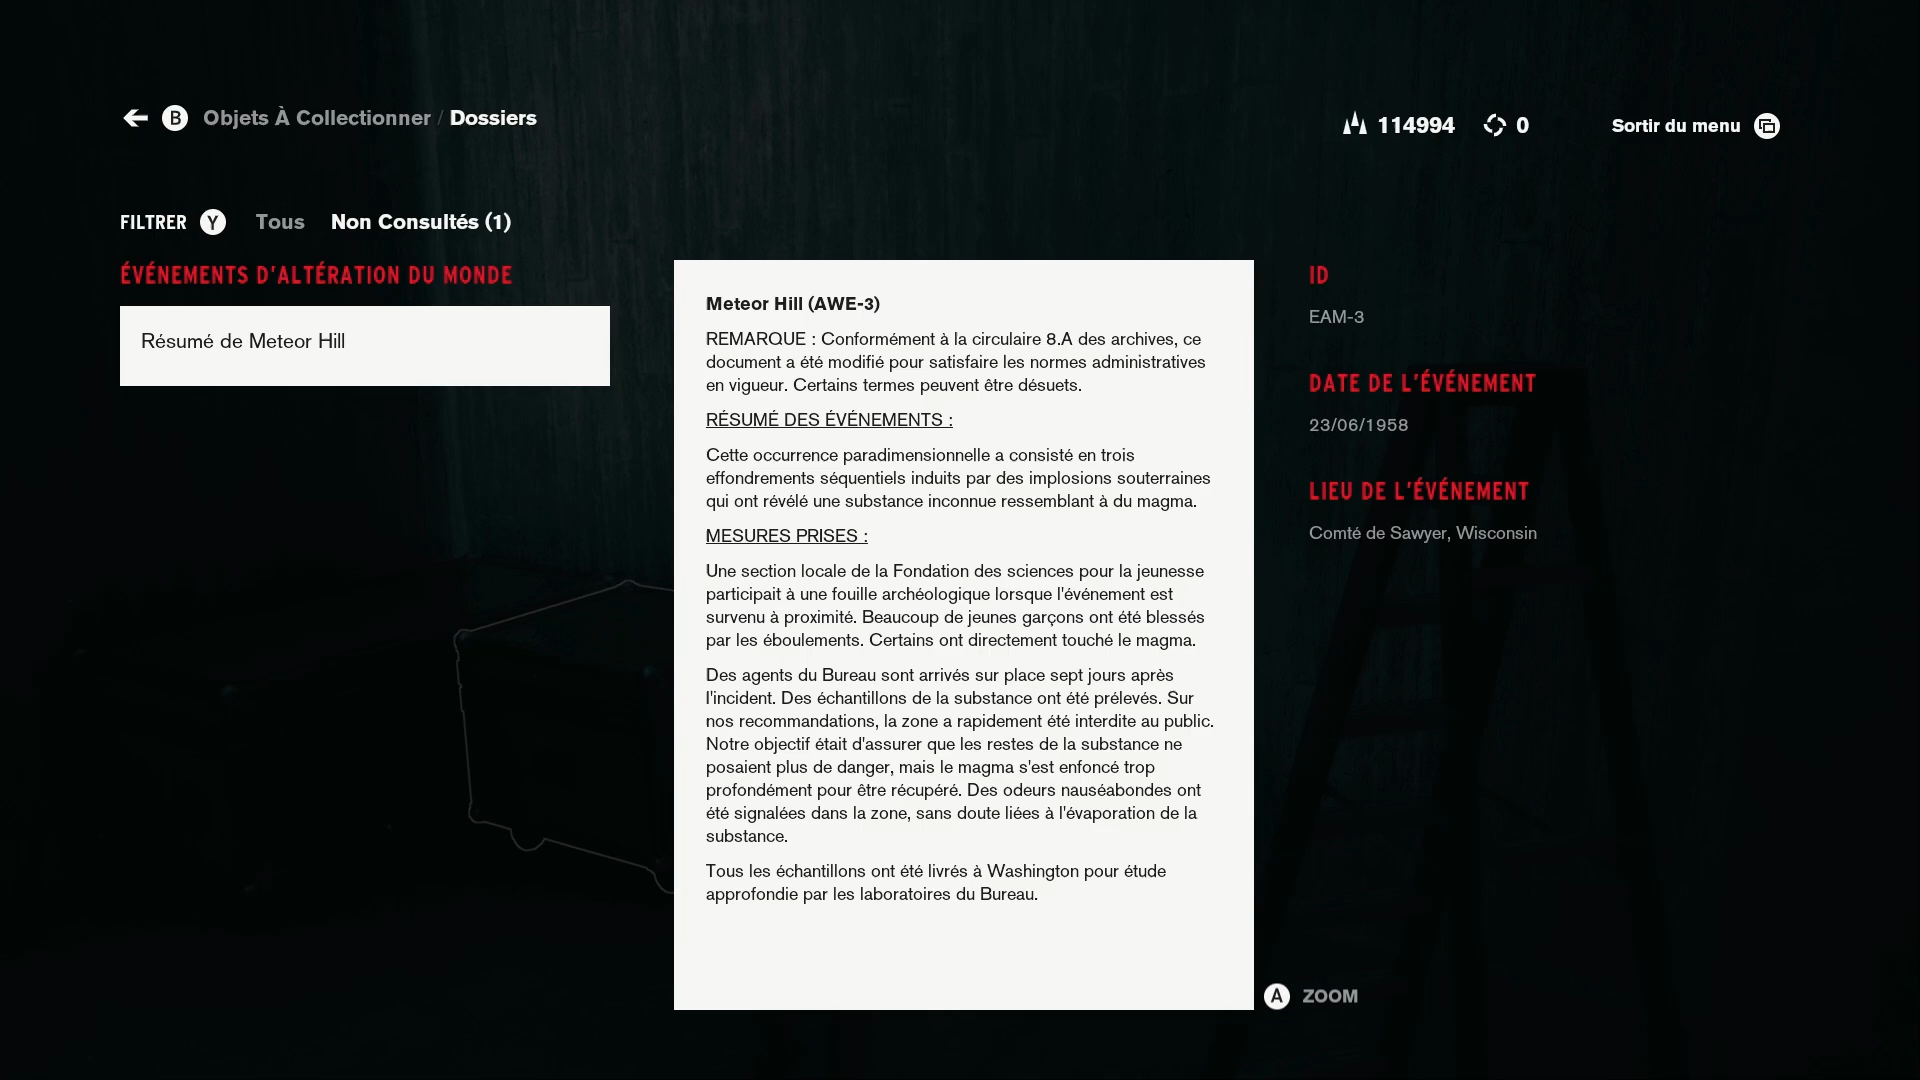 B Objets À Collectionner / Dossiers
114994 0 Sortir du menu
FILTRER Y Tous Non Consultés (1)
ÉVÉNEMENTS D'ALTÉRATION DU MONDE
Résumé de Meteor Hill
Meteor Hill (AWE-3)
REMARQUE : Conformément à la circulaire 8.A des archives, ce
document a été modifié pour satisfaire les normes administratives
en vigueur. Certains termes peuvent être désuets.
RÉSUMÉ DES ÉVÉNEMENTS :
Cette occurrence paradimensionnelle a consisté en trois
effondrements séquentiels induits par des implosions souterraines
qui ont révélé une substance inconnue ressemblant à du magma.
MESURES PRISES :
Une section locale de la Fondation des sciences pour la jeunesse
participait à une fouille archéologique lorsque l'événement est
survenu à proximité. Beaucoup de jeunes garçons ont été blessés
par les éboulements. Certains ont directement touché le magma.
Des agents du Bureau sont arrivés sur place sept jours après
l'incident. Des échantillons de la substance ont été prélevés. Sur
nos recommandations, la zone a rapidement été interdite au public.
Notre objectif était d'assurer que les restes de la substance ne
posaient plus de danger, mais le magma s'est enfoncé trop
profondément pour être récupéré. Des odeurs nauséabondes ont
été signalées dans la zone, sans doute liées à l'évaporation de la
substance.
Tous les échantillons ont été livrés à Washington pour étude
approfondie par les laboratoires du Bureau.
ID
EAM-3
DATE DE L'ÉVÉNEMENT
23/06/1958
LIEU DE L'ÉVÉNEMENT
Comté de Sawyer, Wisconsin
A ZOOM